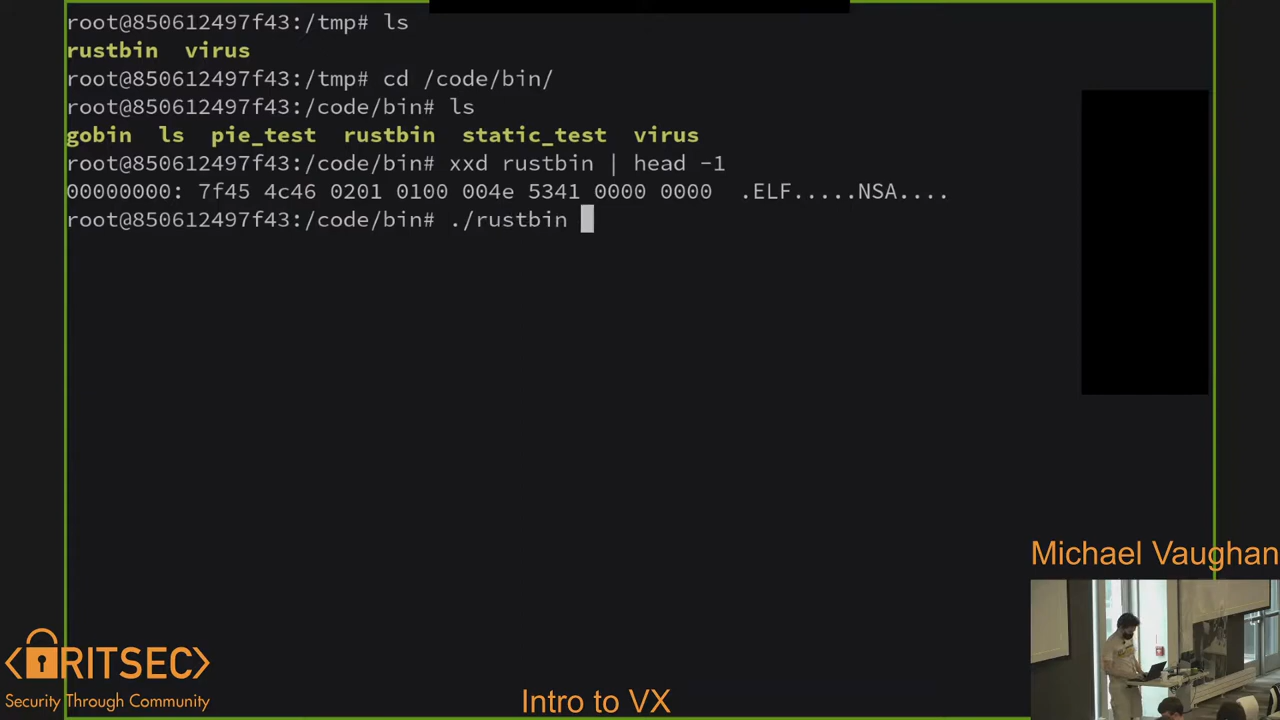 root@850612497f43:/tmp# ls
rustbin  virus
root@850612497f43:/tmp# cd /code/bin/
root@850612497f43:/code/bin# ls
gobin  ls  pie_test  rustbin  static_test  virus
root@850612497f43:/code/bin# xxd rustbin | head -1
00000000: 7f45 4c46 0201 0100 004e 5341 0000 0000  .ELF.....NSA....
root@850612497f43:/code/bin# ./rustbin
Michael Vaughan
<RITSEC>
Security Through Community
Intro to VX